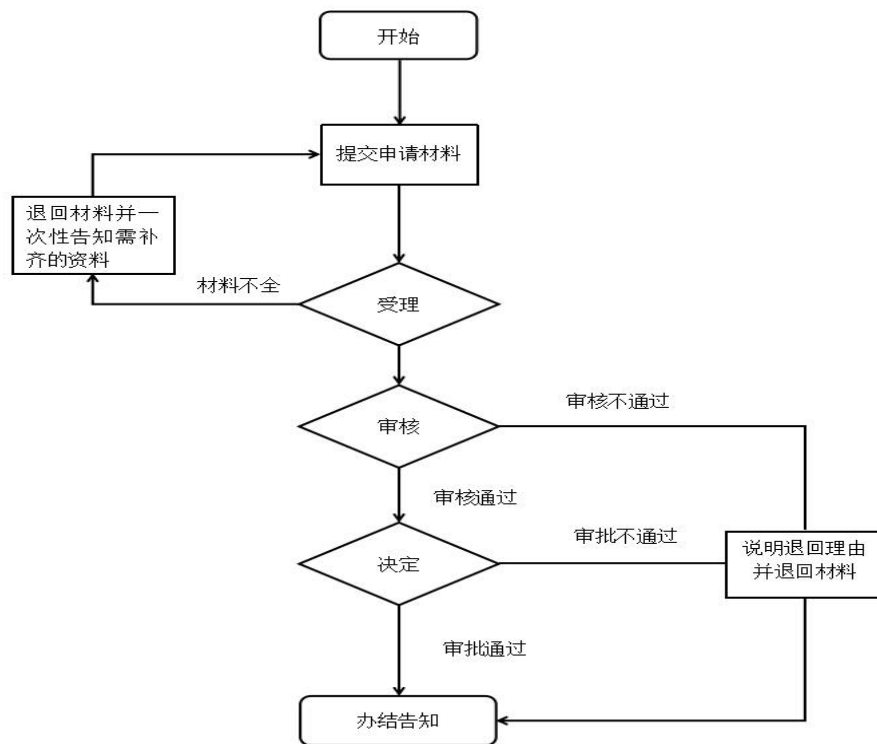 开始
提交申请材料
退回材料并一
次性告知需补
齐的资料
材料不全
受理
审核不通过
审核
审核通过
审批不通过
决定
说明退回理由
并退回材料
审批通过
办结告知